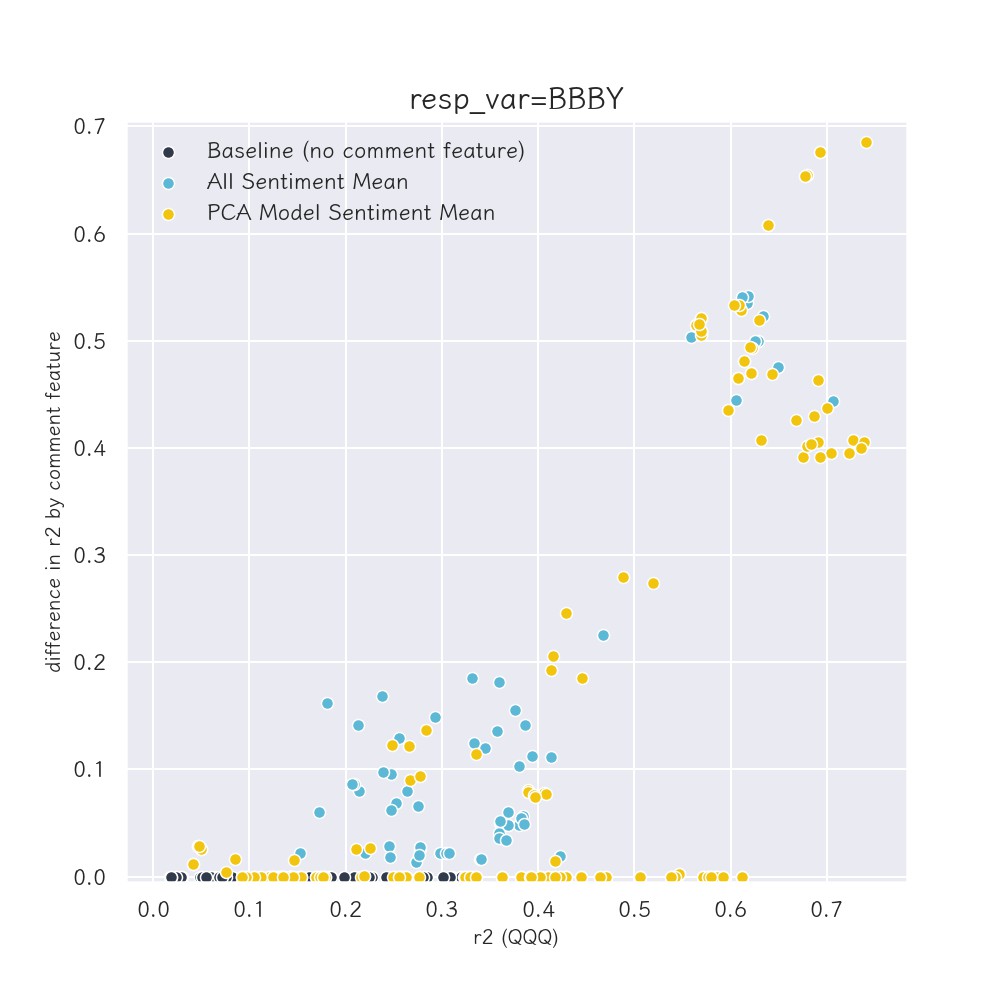 resp_var=BBBY
Baseline (no comment feature)
All Sentiment Mean
PCA Model Sentiment Mean
difference in r2 by comment feature
0.7
0.6
0.5
0.4
0.3
0.2
0.1
0.0
0.0 0.1 0.2 0.3 0.4 0.5 0.6 0.7
r2 (QQQ)